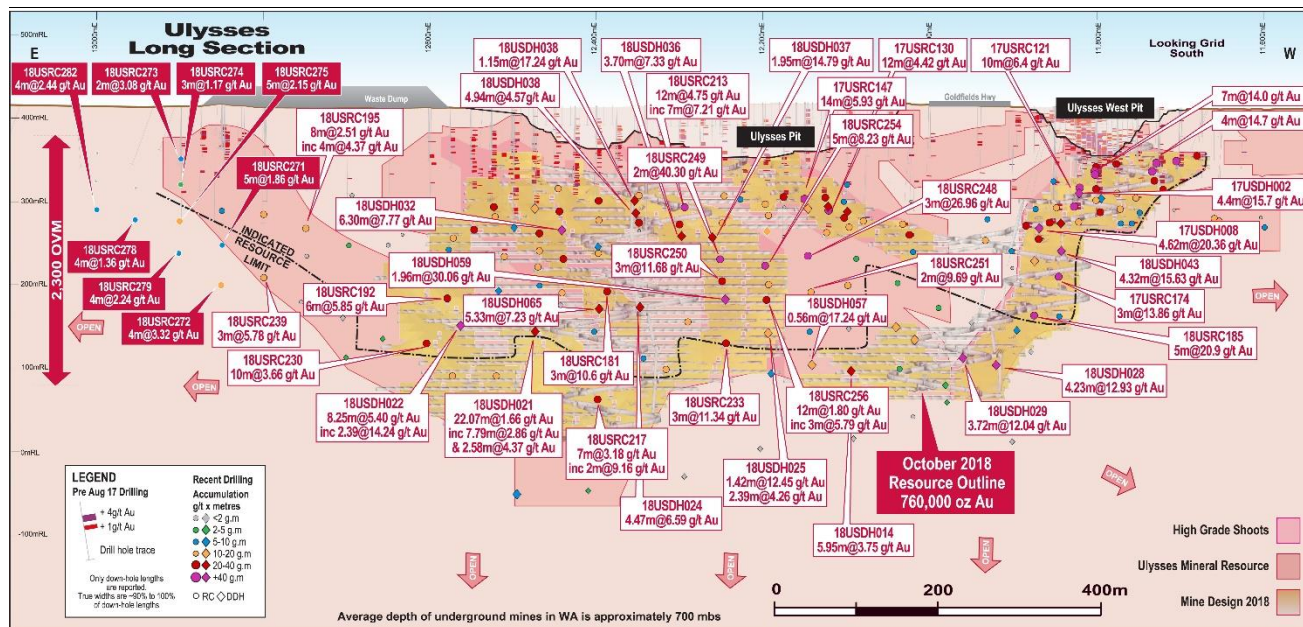 500mRL
E
13000mE
Ulysses
Long Section
12,800mE
12,400mE
12,200mE
11,800mE
11,600mE
Looking Grid
South
W
18USRC282
4m@2.44 g/t Au
18USRC273
2m@3.08 g/t Au
18USRC274
3m@1.17 g/t Au
18USRC275
5m@2.15 g/t Au
18USDH038
1.15m@17.24 g/t Au
18USDH038
4.94m@4.57g/t Au
18USDH036
3.70m@7.33 g/t Au
18USRC213
12m@4.75 g/t Au
inc 7m@7.21 g/t Au
18USDH037
1.95m@14.79 g/t Au
17USRC130
12m@4.42 g/t Au
17USRC147
14m@5.93 g/t Au
17USRC121
10m@6.4 g/t Au
Waste Dump
Goldfields Hwy
Ulysses Pit
Ulysses West Pit
7m@14.0 g/t Au
4m@14.7 g/t Au
400mRL
18USRC195
8m@2.51 g/t Au
inc 4m@4.37 g/t Au
18USRC271
5m@1.86 g/t Au
18USRC254
5m@8.23 g/t Au
18USRC249
2m@40.30 g/t Au
18USRC248
3m@26.96 g/t Au
17USDH002
4.4m@15.7 g/t Au
300mRL
2,300 OVM
INDICATED
RESOURCE
LIMIT
18USDH032
6.30m@7.77 g/t Au
17USDH008
4.62m@20.36 g/t Au
18USRC278
4m@1.36 g/t Au
18USRC279
4m@2.24 g/t Au
18USRC272
4m@3.32 g/t Au
18USDH059
1.96m@30.06 g/t Au
18USRC250
3m@11.68 g/t Au
18USRC251
2m@9.69 g/t Au
18USDH043
4.32m@15.63 g/t Au
200mRL
18USRC192
6m@5.85 g/t Au
18USDH065
5.33m@7.23 g/t Au
18USDH057
0.56m@17.24 g/t Au
17USRC174
3m@13.86 g/t Au
OPEN
OPEN
18USRC239
3m@5.78 g/t Au
18USRC185
5m@20.9 g/t Au
18USRC230
10m@3.66 g/t Au
18USRC181
3m@10.6 g/t Au
100mRL
OPEN
18USDH028
4.23m@12.93 g/t Au
18USDH022
8.25m@5.40 g/t Au
inc 2.39@14.24 g/t Au
18USDH021
22.07m@1.66 g/t Au
inc 7.79m@2.86 g/t Au
& 2.58m@4.37 g/t Au
18USRC233
3m@11.34 g/t Au
18USRC256
12m@1.80 g/t Au
inc 3m@5.79 g/t Au
18USDH029
3.72m@12.04 g/t Au
18USRC217
7m@3.18 g/t Au
inc 2m@9.16 g/t Au
18USDH025
1.42m@12.45 g/t Au
2.39m@4.26 g/t Au
October 2018
Resource Outline
760,000 oz Au
0mRL
18USDH024
4.47m@6.59 g/t Au
18USDH014
5.95m@3.75 g/t Au
OPEN
-100mRL
LEGEND
Pre Aug 17 Drilling
+ 4g/t Au
+ 1g/t Au
Drill hole trace
Only down-hole lengths
are reported.
True widths are ~90% to 100%
of down-hole lengths
Recent Drilling
Accumulation
g/t x metres
<2 g.m
2-5 g.m
5-10 g.m
10-20 g.m
20-40 g.m
+40 g.m
RC
DDH
OPEN
OPEN
OPEN
OPEN
High Grade Shoots
Ulysses Mineral Resource
Mine Design 2018
0
200
400m
Average depth of underground mines in WA is approximately 700 mbs